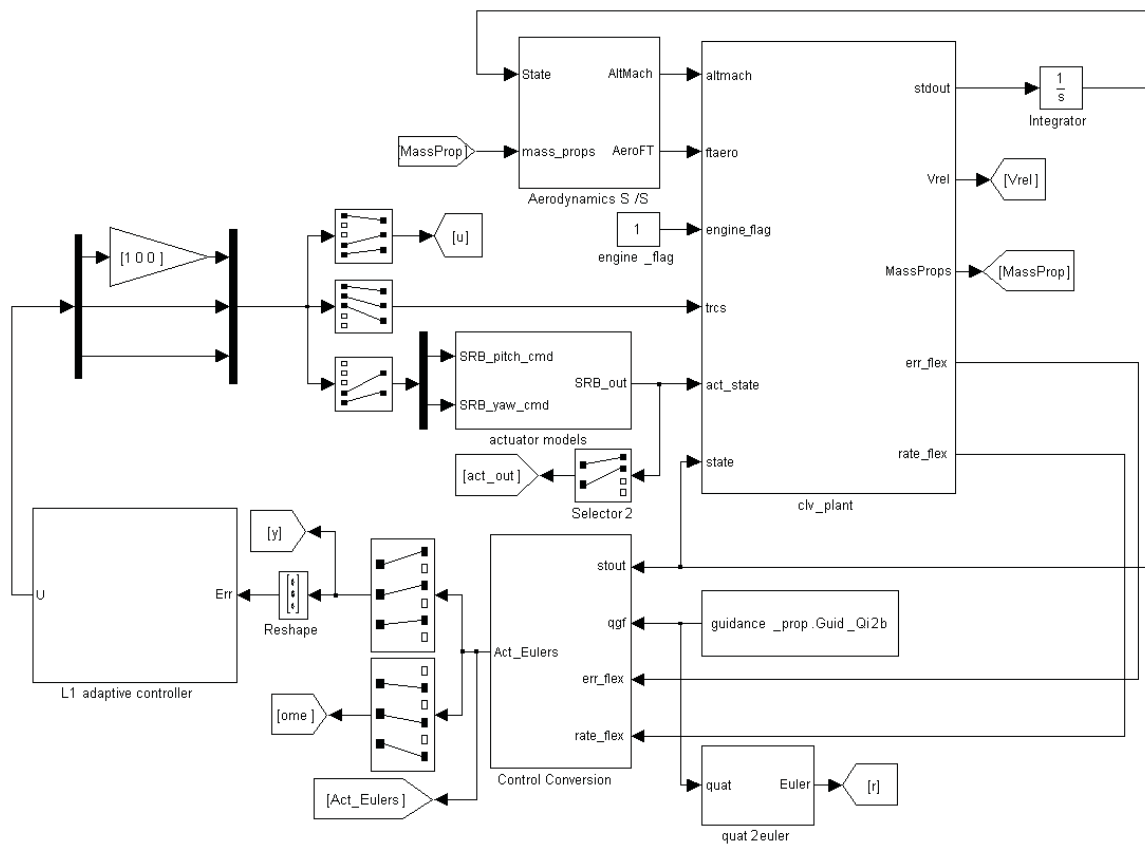 State
AltMach
mass_props
AeroFT
Aerodynamics S /S
[MassProp]
1
engine _flag
altmach
ftaero
engine_flag
trcs
act_state
state
stdout
Vrel
MassProps
err_flex
rate_flex
clv_plant
1
s
Integrator
[Vrel ]
[MassProp]
[1 0 0 ]
[u]
SRB_pitch_cmd
SRB_out
SRB_yaw_cmd
actuator models
[act_out ]
Selector 2
U
Err
L1 adaptive controller
[y]
Reshape
[ome ]
[Act_Eulers ]
stout
qgf
Act_Eulers
err_flex
rate_flex
Control Conversion
guidance _prop .Guid _Qi2b
quat
Euler
quat 2euler
[r]